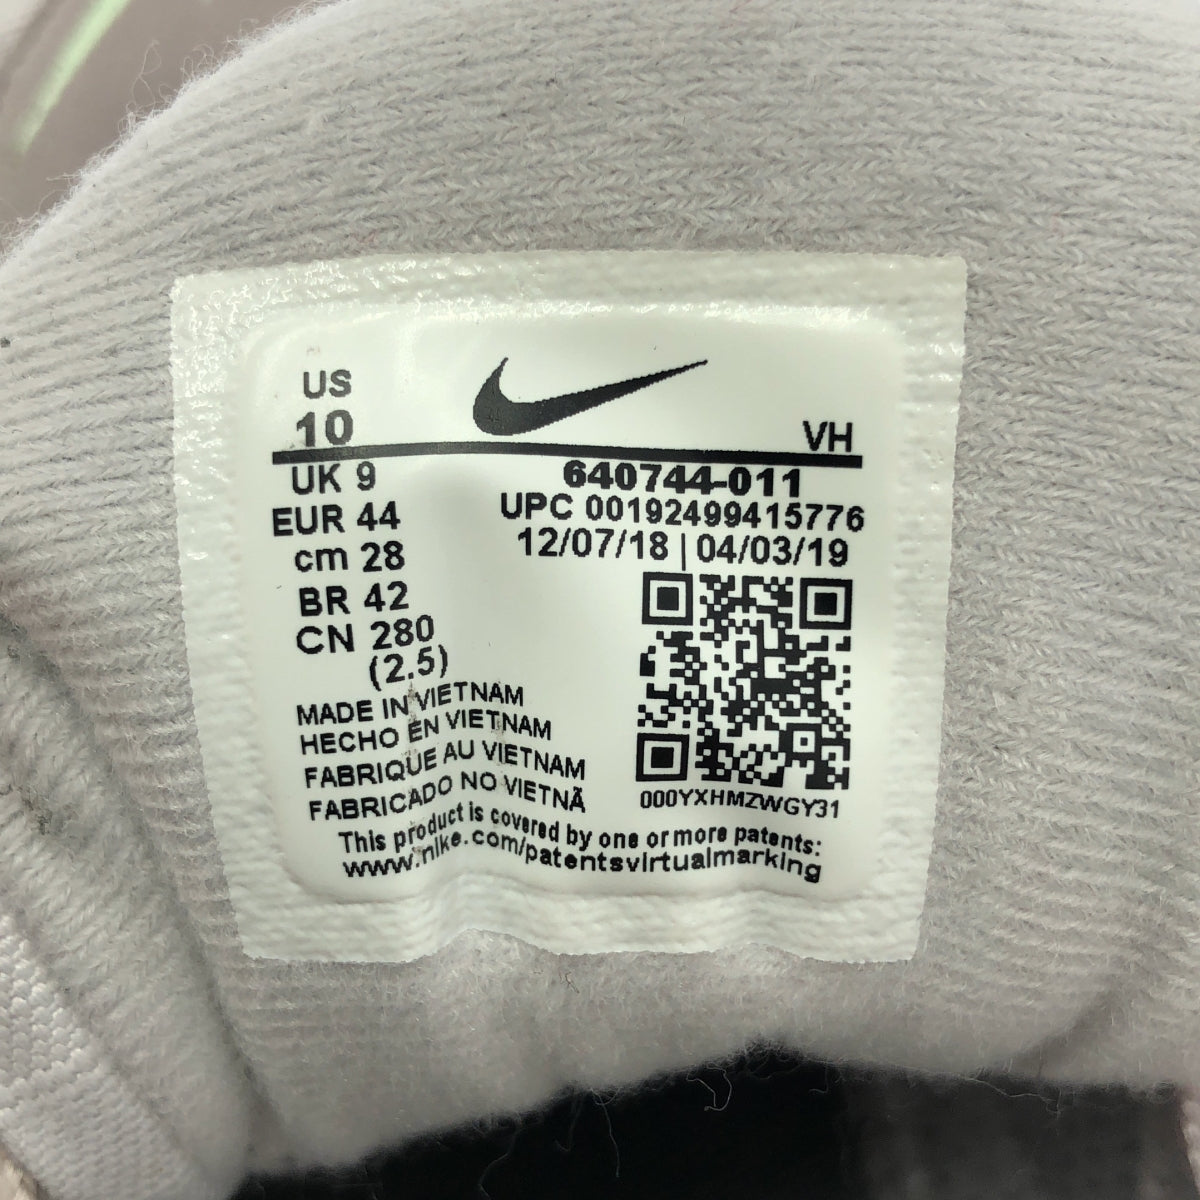 US
10
VH
UK 9
640744-011
EUR 44
UPC 00192499415776
cm 28
12/07/18 | 04/03/19
BR 42
CN 280
(2.5)
MADE IN VIETNAM
HECHO EN VIETNAM
FABRIQUE AU VIETNAM
FABRICADO NO VIETNÃ
000YXHMZWGY31
This product is covered by one or more patents:
www.nike.com/patentsvirtualmarking